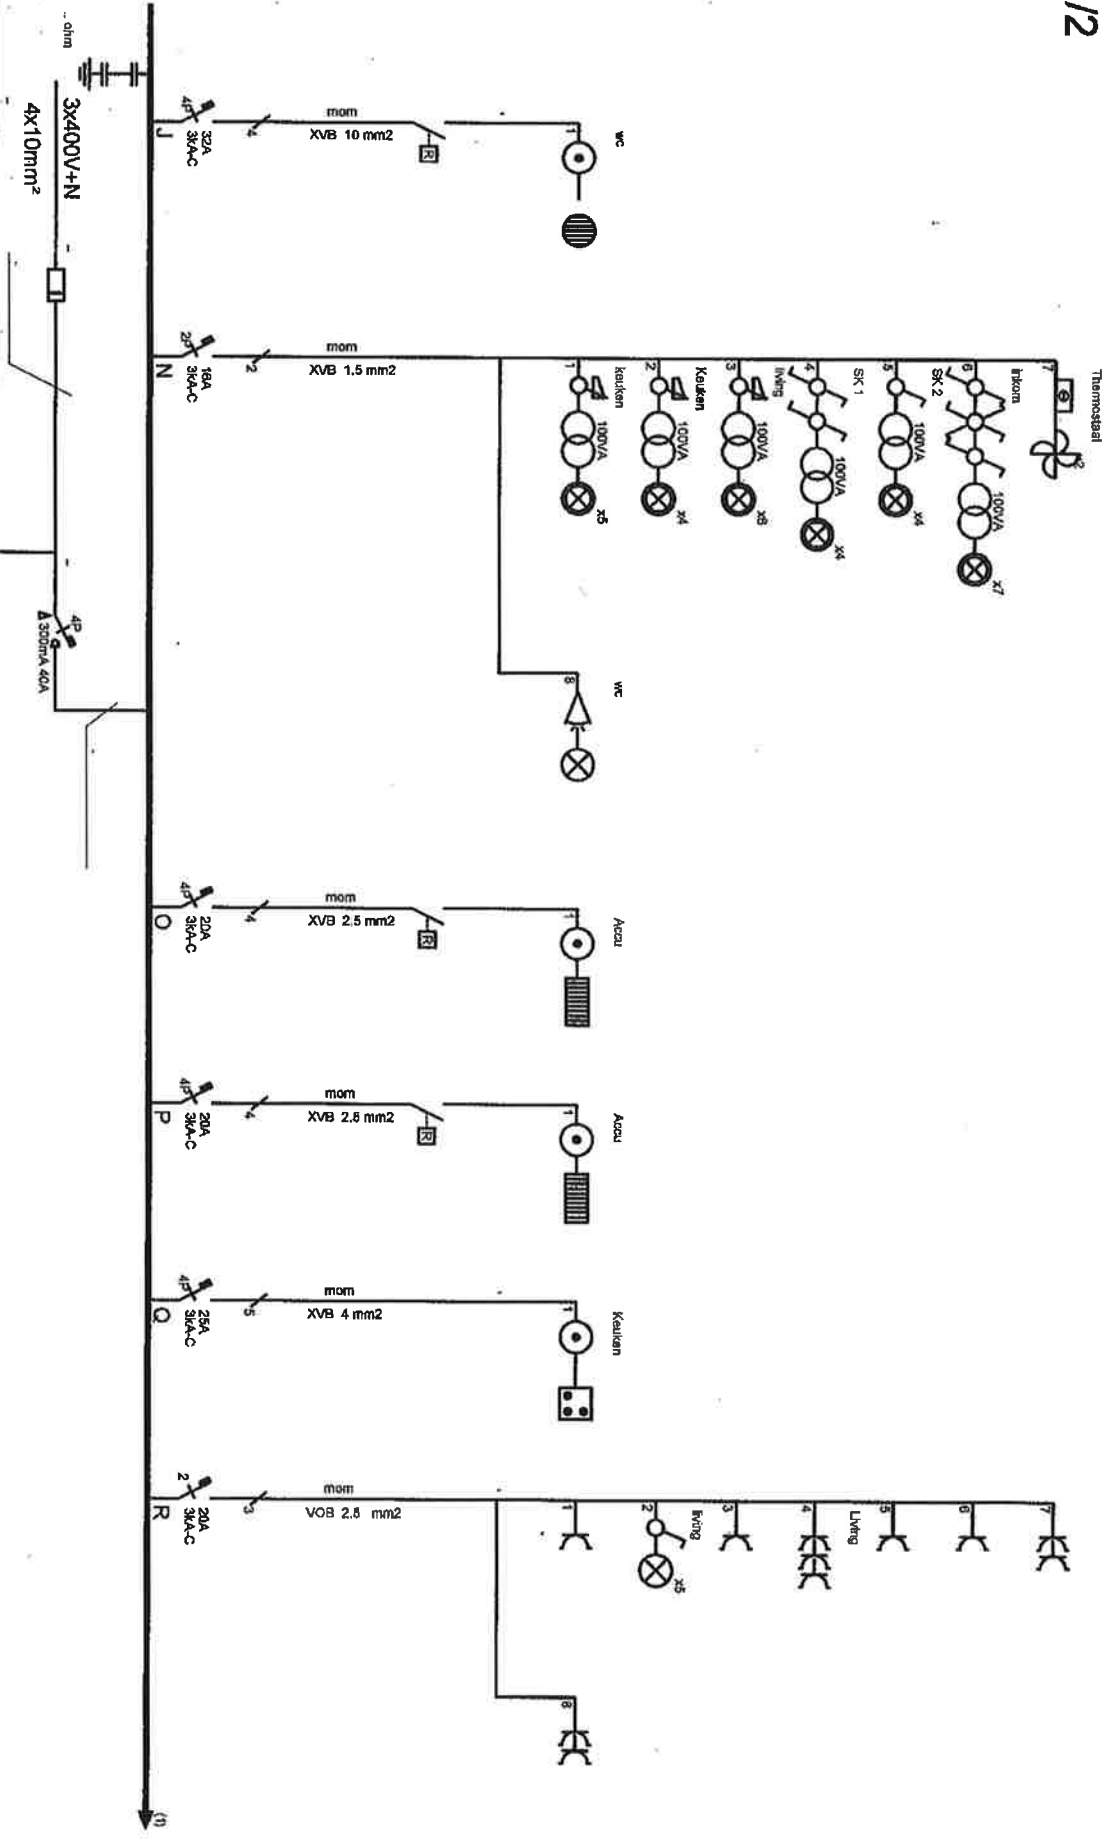 /2
.. ohm
3x400V+N
4x10mm²
4P
Δ 300mA 40A
J
4P
32A
3kA-C
4
mom
XVB 10 mm2
R
1
wc
N
2P
16A
3kA-C
2
mom
XVB 1.5 mm2
1
keuken
100VA
x5
2
Keuken
100VA
x4
3
living
100VA
x6
4
SK 1
100VA
x4
5
SK 2
100VA
x4
6
inkom
100VA
x7
7
Thermostaat
2
8
wc
O
4P
20A
3kA-C
4
mom
XVB 2.5 mm2
R
1
Accu
P
4P
20A
3kA-C
4
mom
XVB 2.5 mm2
R
1
Accu
Q
4P
25A
3kA-C
5
mom
XVB 4 mm2
1
Keuken
R
2
20A
3kA-C
3
mom
VOB 2.5 mm2
1
2
living
x5
3
4
Living
5
6
7
8
(1)